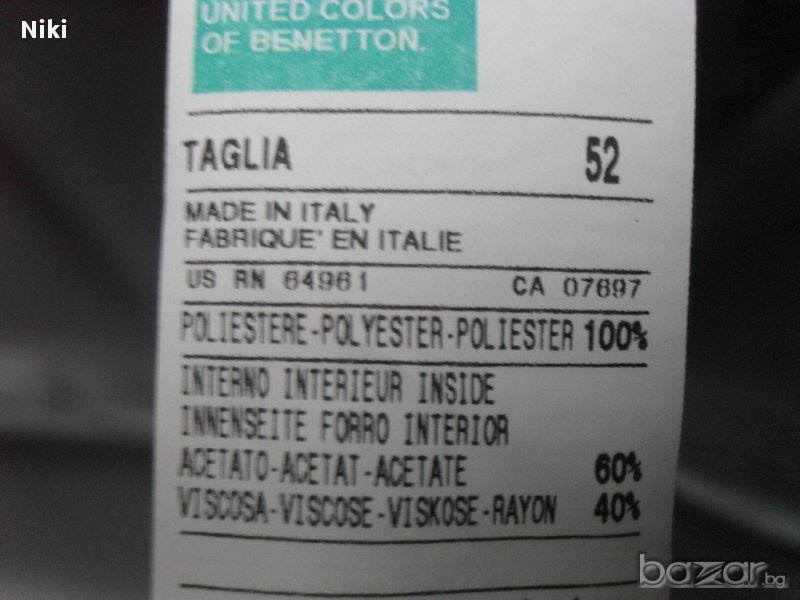 Niki
UNITED COLORS
OF BENETTON.
TAGLIA 52
MADE IN ITALY
FABRIQUE' EN ITALIE
US RN 64961 CA 07697
POLIESTERE-POLYESTER-POLIESTER 100%
INTERNO INTERIEUR INSIDE
INNENSEITE FORRO INTERIOR
ACETATO-ACETAT-ACETATE 60%
VISCOSA-VISCOSE-VISKOSE-RAYON 40%
bazar.bg